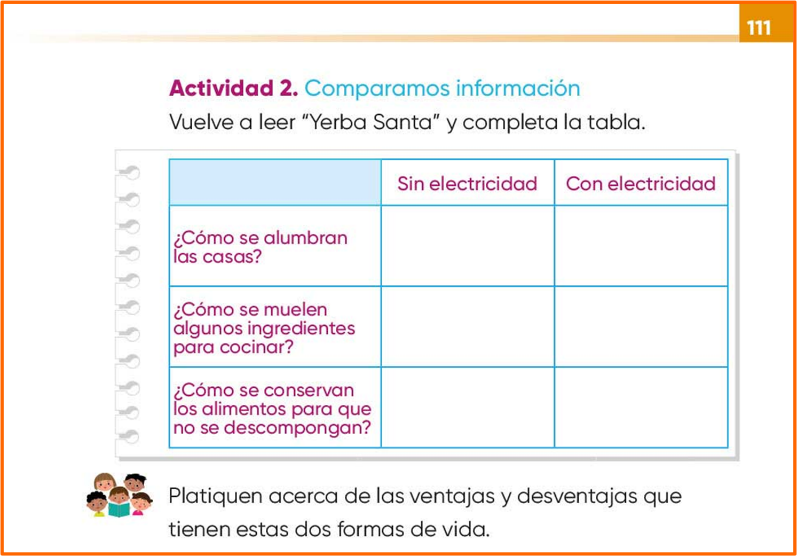 111
Actividad 2. Comparamos información
Vuelve a leer “Yerba Santa” y completa la tabla.
Sin electricidad
Con electricidad
¿Cómo se alumbran
las casas?
¿Cómo se muelen
algunos ingredientes
para cocinar?
¿Cómo se conservan
los alimentos para que
no se descompongan?
Platiquen acerca de las ventajas y desventajas que
tienen estas dos formas de vida.